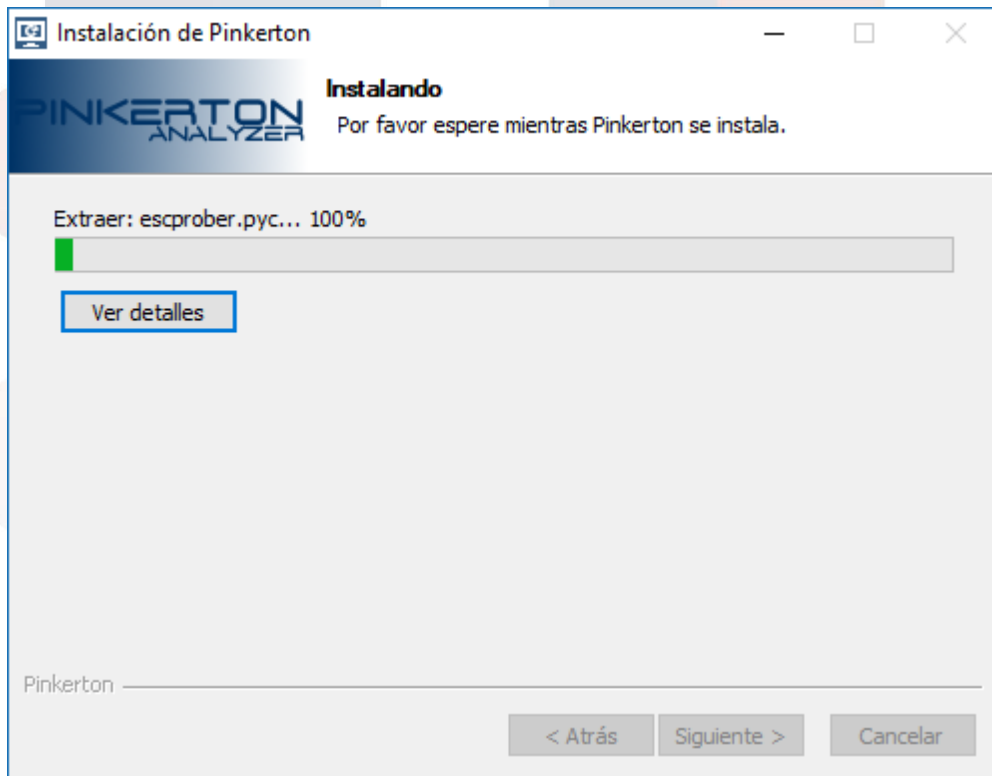 Instalación de Pinkerton
PINKERTON
ANALYZER
Instalando
Por favor espere mientras Pinkerton se instala.
Extraer: escprober.pyc... 100%
Ver detalles
Pinkerton
< Atrás
Siguiente >
Cancelar